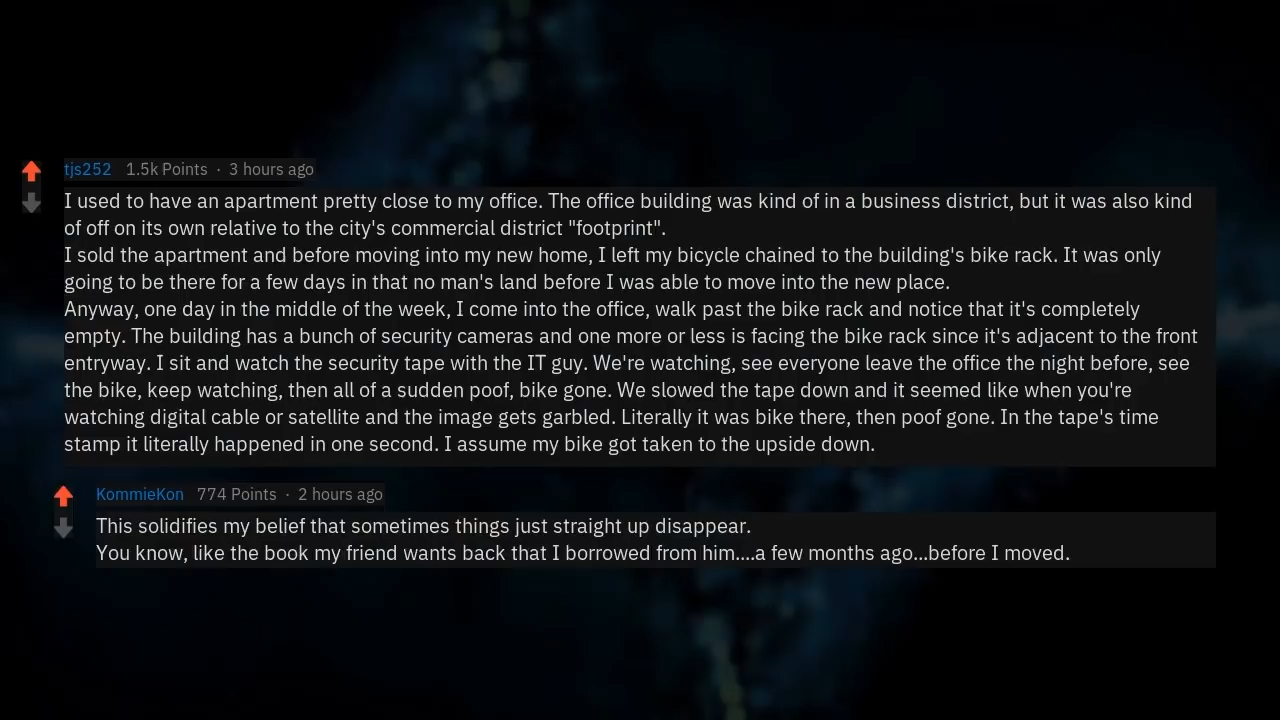 tjs252 1.5k Points · 3 hours ago
I used to have an apartment pretty close to my office. The office building was kind of in a business district, but it was also kind
of off on its own relative to the city's commercial district "footprint".
I sold the apartment and before moving into my new home, I left my bicycle chained to the building's bike rack. It was only
going to be there for a few days in that no man's land before I was able to move into the new place.
Anyway, one day in the middle of the week, I come into the office, walk past the bike rack and notice that it's completely
empty. The building has a bunch of security cameras and one more or less is facing the bike rack since it's adjacent to the front
entryway. I sit and watch the security tape with the IT guy. We're watching, see everyone leave the office the night before, see
the bike, keep watching, then all of a sudden poof, bike gone. We slowed the tape down and it seemed like when you're
watching digital cable or satellite and the image gets garbled. Literally it was bike there, then poof gone. In the tape's time
stamp it literally happened in one second. I assume my bike got taken to the upside down.
KommieKon 774 Points · 2 hours ago
This solidifies my belief that sometimes things just straight up disappear.
You know, like the book my friend wants back that I borrowed from him....a few months ago...before I moved.